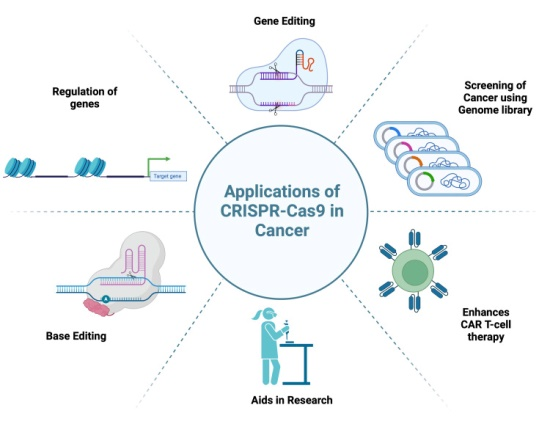 Gene Editing
Regulation of
genes
Screening of
Cancer using
Genome library
Target gene
Applications of
CRISPR-Cas9 in
Cancer
A
Base Editing
Enhances
CAR T-cell
therapy
Aids in Research